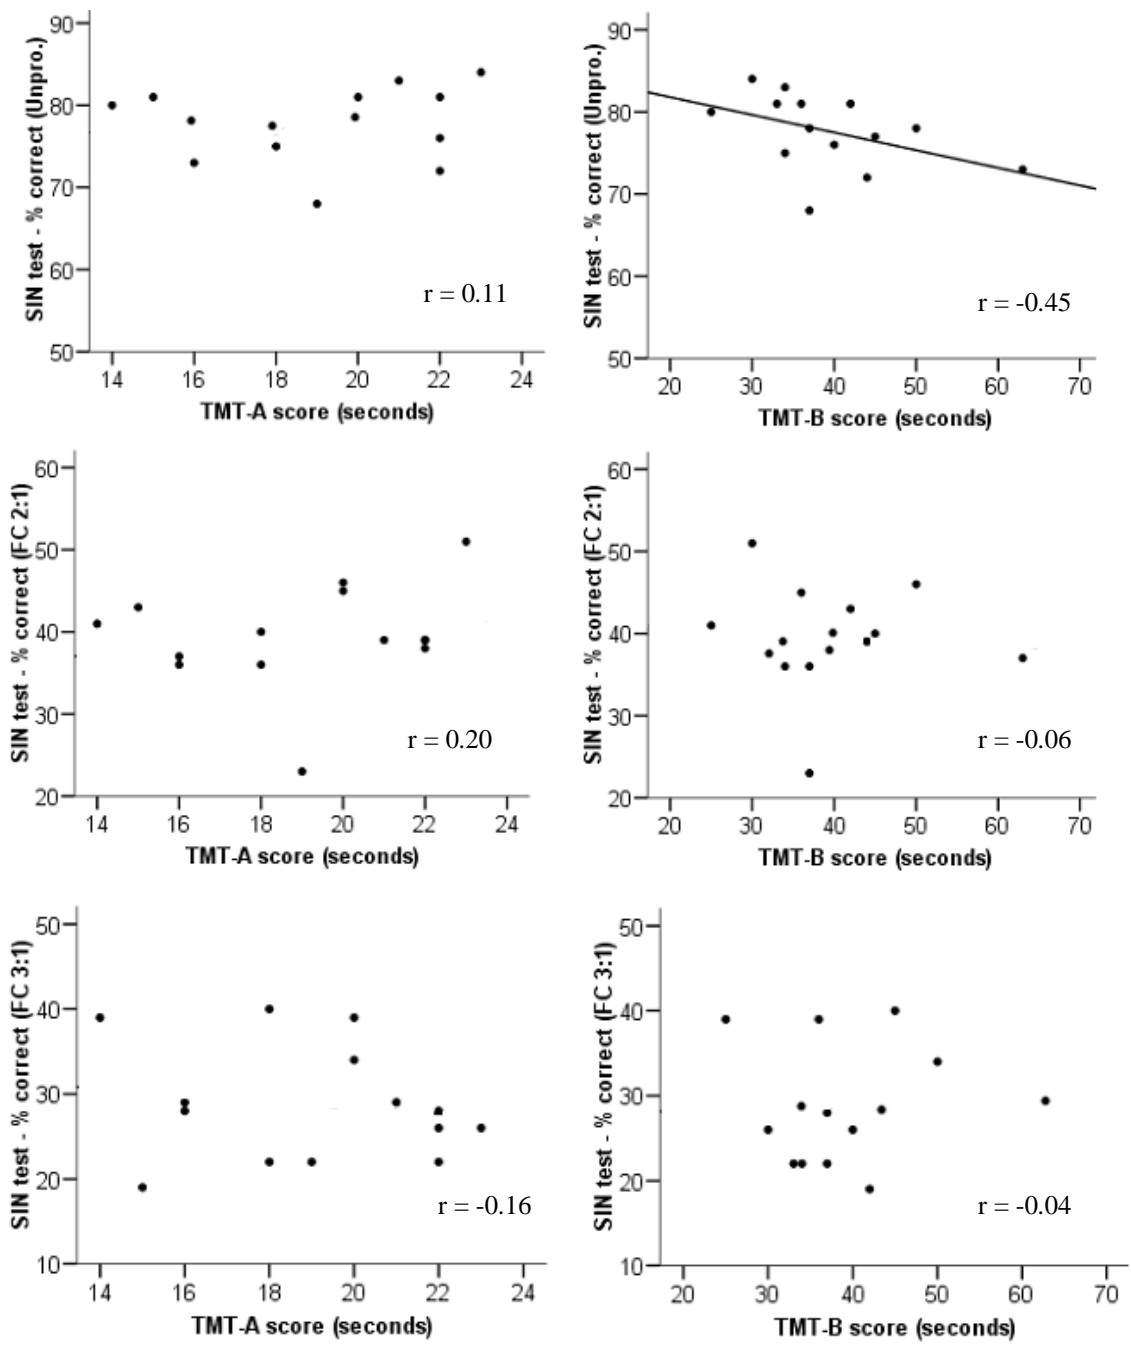 SIN test - % correct (Unpro.)
90
80
70
60
50
r = 0.11
14 16 18 20 22 24
TMT-A score (seconds)
SIN test - % correct (Unpro.)
90
80
70
60
50
r = -0.45
20 30 40 50 60 70
TMT-B score (seconds)
SIN test - % correct (FC 2:1)
60
50
40
30
20
r = 0.20
14 16 18 20 22 24
TMT-A score (seconds)
SIN test - % correct (FC 2:1)
60
50
40
30
20
r = -0.06
20 30 40 50 60 70
TMT-B score (seconds)
SIN test - % correct (FC 3:1)
50
40
30
20
10
r = -0.16
14 16 18 20 22 24
TMT-A score (seconds)
SIN test - % correct (FC 3:1)
50
40
30
20
10
r = -0.04
20 30 40 50 60 70
TMT-B score (seconds)